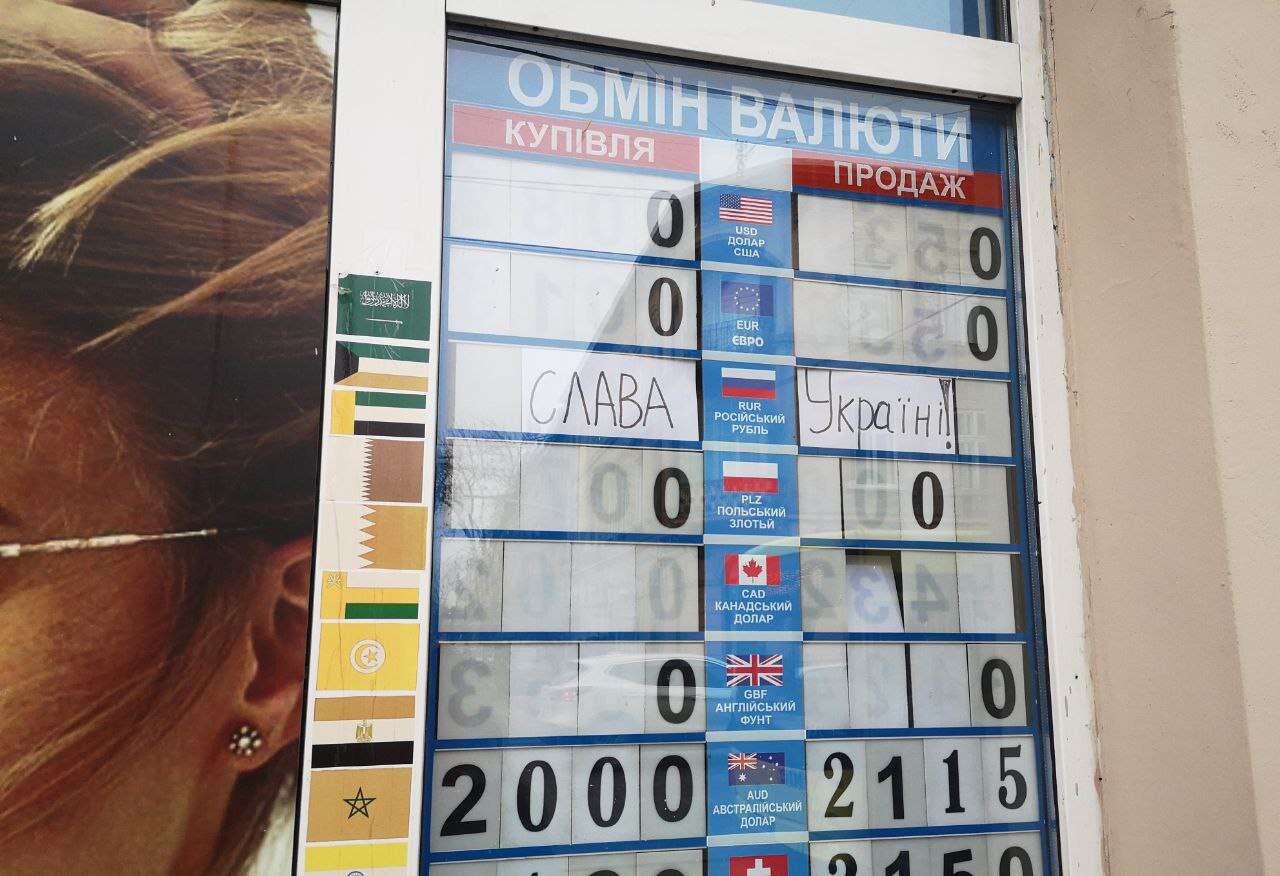 ОБМІН ВАЛЮТИ
КУПІВЛЯ ПРОДАЖ
0 USD 0
ДОЛАР
США
0 EUR 0
ЄВРО
СЛАВА RUR Україні!
РОСІЙСЬКИЙ
РУБЛЬ
0 PLZ 0
ПОЛЬСЬКИЙ
ЗЛОТЬЙ
CAD
КАНАДСЬКИЙ
ДОЛАР
0 GBF 0
АНГЛІЙСЬКИЙ
ФУНТ
2000 AUD 2115
АВСТРАЛІЙСЬКИЙ
ДОЛАР